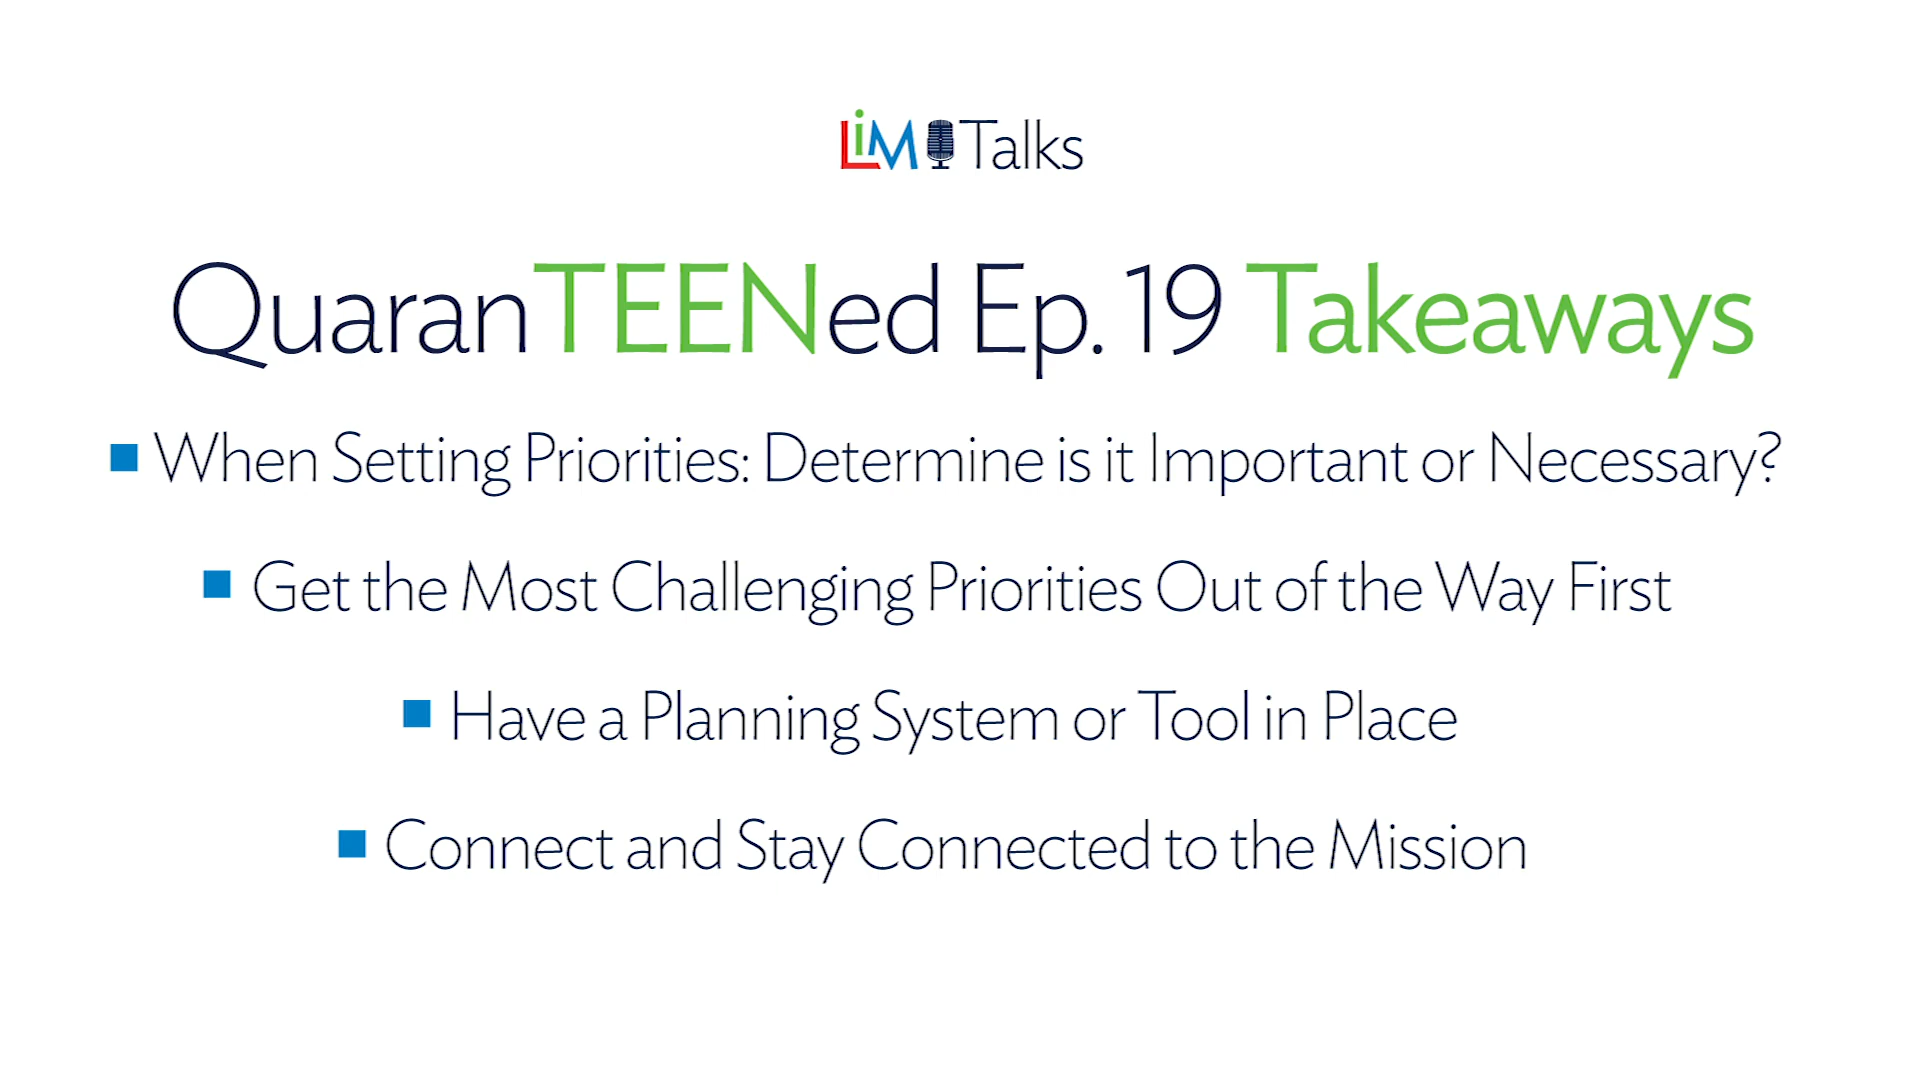 LiM Talks
QuaranTEENed Ep. 19 Takeaways
When Setting Priorities: Determine is it Important or Necessary?
Get the Most Challenging Priorities Out of the Way First
Have a Planning System or Tool in Place
Connect and Stay Connected to the Mission